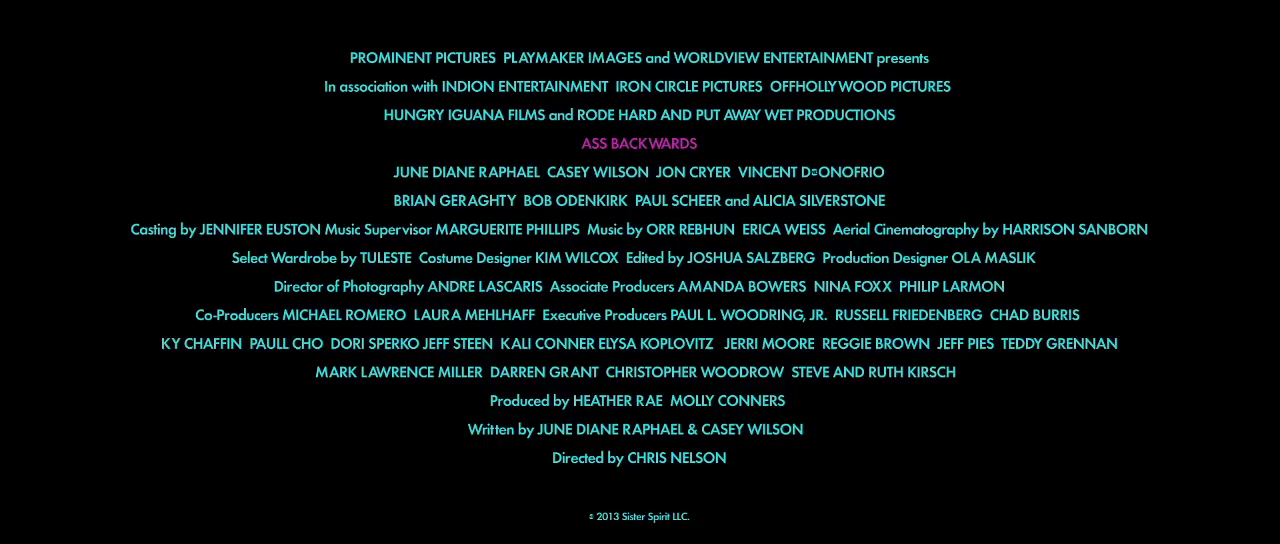 PROMINENT PICTURES PLAYMAKER IMAGES and WORLDVIEW ENTERTAINMENT presents
In association with INDION ENTERTAINMENT IRON CIRCLE PICTURES OFFHOLLYWOOD PICTURES
HUNGRY IGUANA FILMS and RODE HARD AND PUT AWAY WET PRODUCTIONS
ASS BACKWARDS
JUNE DIANE RAPHAEL CASEY WILSON JON CRYER VINCENT D▯ONOFRIO
BRIAN GERAGHTY BOB ODENKIRK PAUL SCHEER and ALICIA SILVERSTONE
Casting by JENNIFER EUSTON Music Supervisor MARGUERITE PHILLIPS Music by ORR REBHUN ERICA WEISS Aerial Cinematography by HARRISON SANBORN
Select Wardrobe by TULESTE Costume Designer KIM WILCOX Edited by JOSHUA SALZBERG Production Designer OLA MASLIK
Director of Photography ANDRE LASCARIS Associate Producers AMANDA BOWERS NINA FOXX PHILIP LARMON
Co-Producers MICHAEL ROMERO LAURA MEHLHAFF Executive Producers PAUL L. WOODRING, JR. RUSSELL FRIEDENBERG CHAD BURRIS
KY CHAFFIN PAULL CHO DORI SPERKO JEFF STEEN KALI CONNER ELYSA KOPLOVITZ JERRI MOORE REGGIE BROWN JEFF PIES TEDDY GRENNAN
MARK LAWRENCE MILLER DARREN GRANT CHRISTOPHER WOODROW STEVE AND RUTH KIRSCH
Produced by HEATHER RAE MOLLY CONNERS
Written by JUNE DIANE RAPHAEL & CASEY WILSON
Directed by CHRIS NELSON
▯ 2013 Sister Spirit LLC.